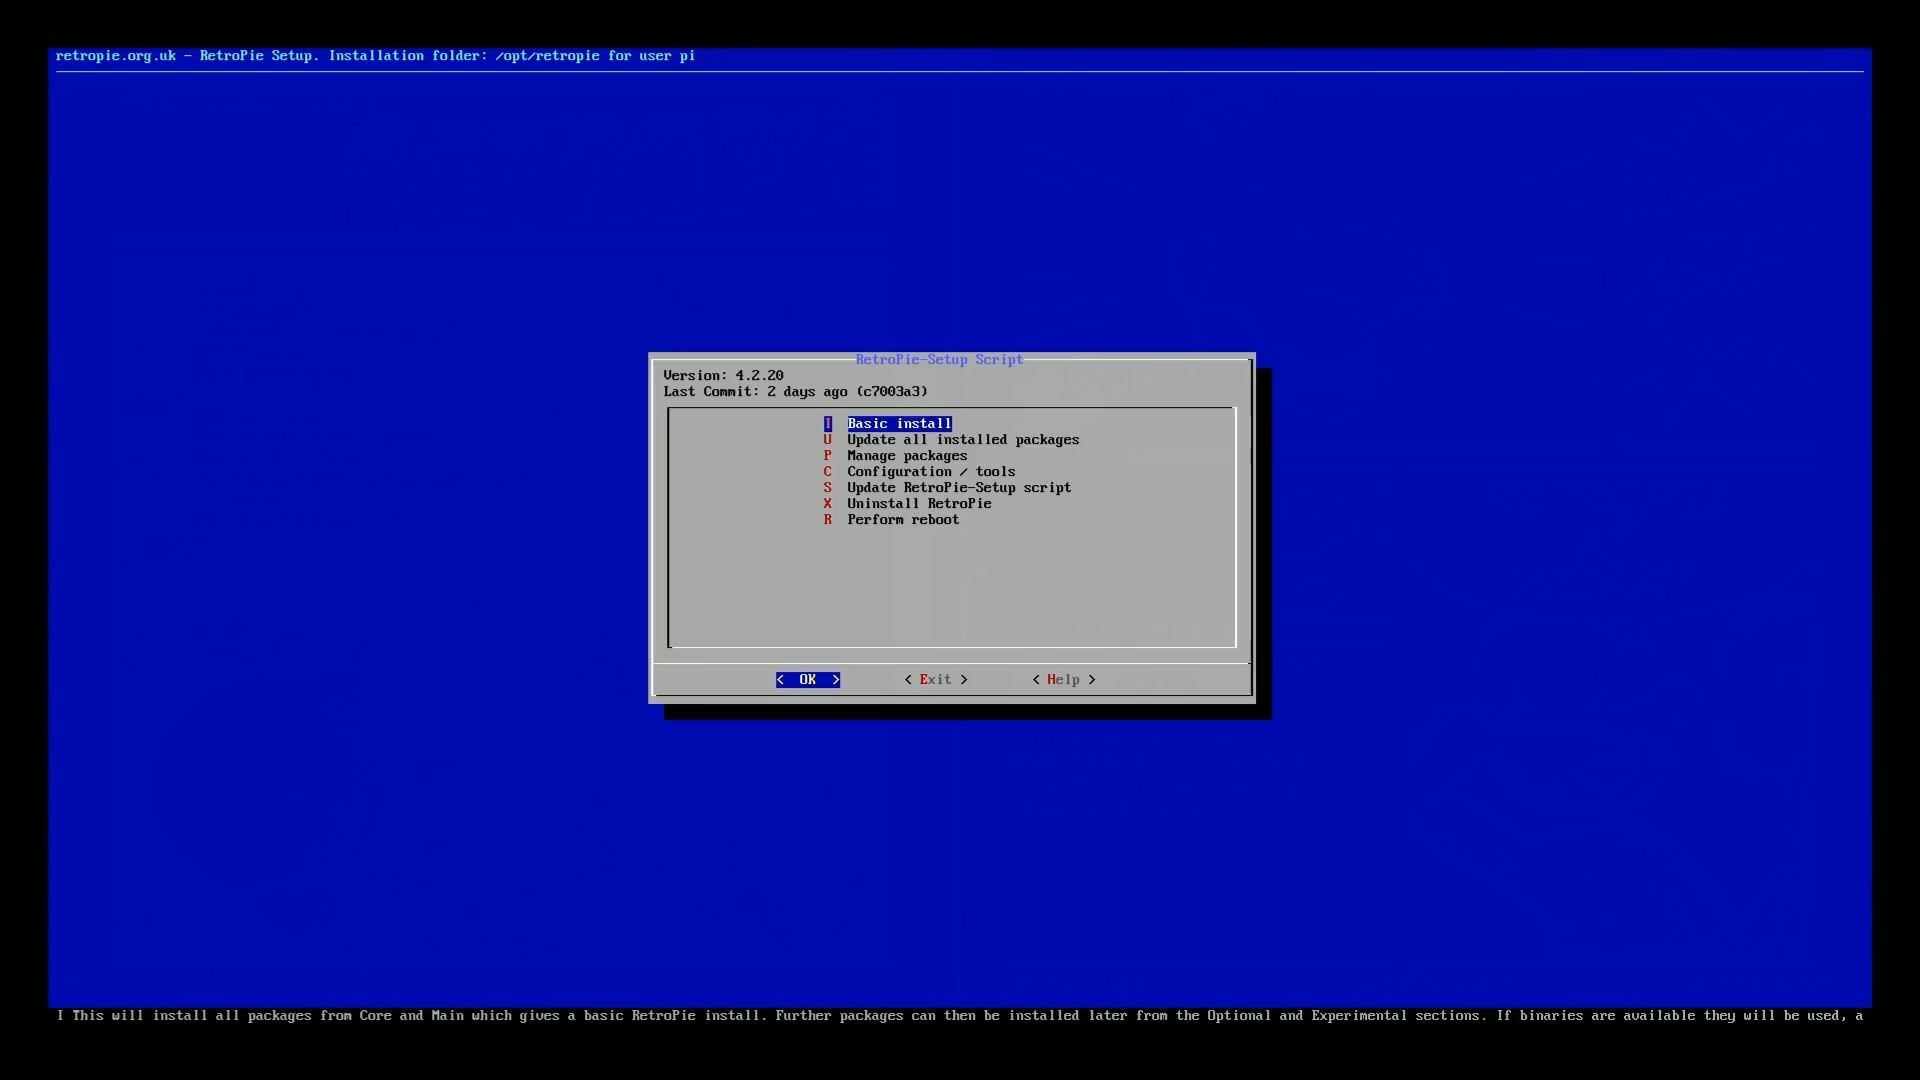 retropie.org.uk - RetroPie Setup. Installation folder: /opt/retropie for user pi
RetroPie-Setup Script
Version: 4.2.20
Last Commit: 2 days ago (c7003a3)
I Basic install
U Update all installed packages
P Manage packages
C Configuration / tools
S Update RetroPie-Setup script
X Uninstall RetroPie
R Perform reboot
< OK > < Exit > < Help >
I This will install all packages from Core and Main which gives a basic RetroPie install. Further packages can then be installed later from the Optional and Experimental sections. If binaries are available they will be used, a